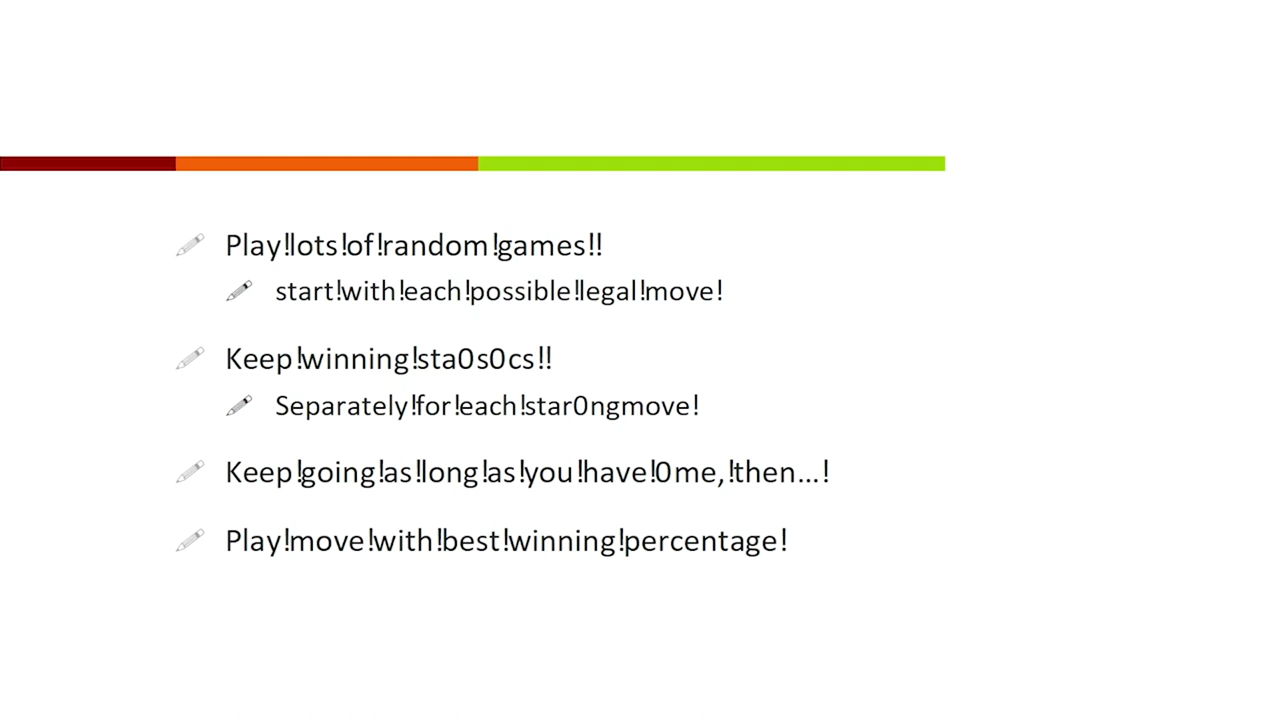 Play!lots!of!random!games!!
start!with!each!possible!legal!move!
Keep!winning!sta0s0cs!!
Separately!for!each!star0ngmove!
Keep!going!as!long!as!you!have!0me,!then...!
Play!move!with!best!winning!percentage!